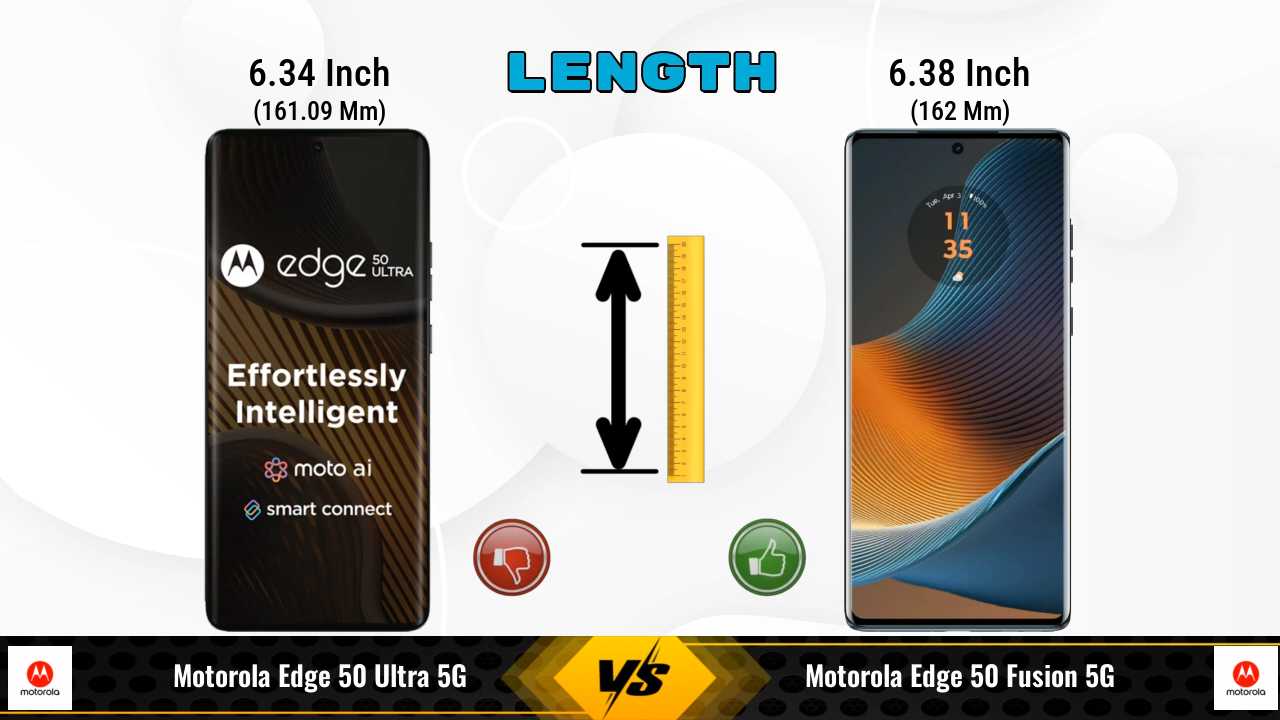 LENGTH
6.34 Inch
(161.09 Mm)
6.38 Inch
(162 Mm)
edge 50 ULTRA
Effortlessly
Intelligent
moto ai
smart connect
Tue, Apr 3 100%
11
35
motorola
Motorola Edge 50 Ultra 5G
VS
Motorola Edge 50 Fusion 5G
motorola